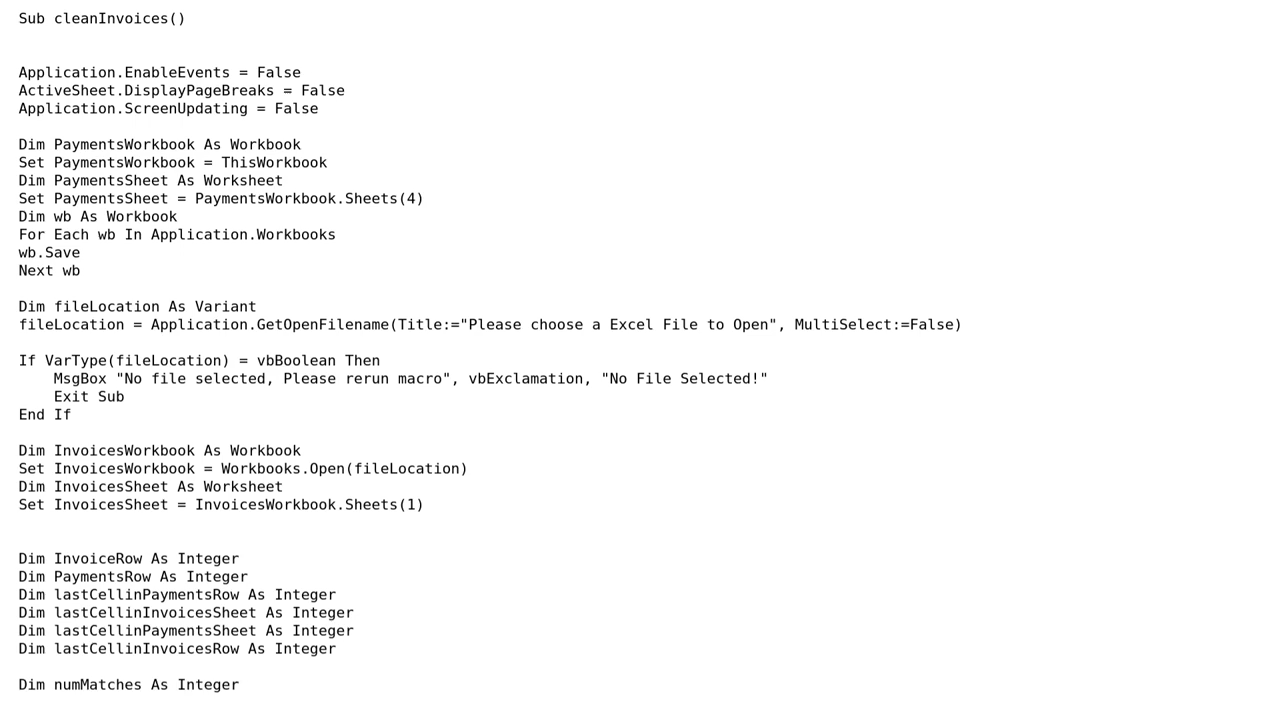 Sub cleanInvoices()
Application.EnableEvents = False
ActiveSheet.DisplayPageBreaks = False
Application.ScreenUpdating = False
Dim PaymentsWorkbook As Workbook
Set PaymentsWorkbook = ThisWorkbook
Dim PaymentsSheet As Worksheet
Set PaymentsSheet = PaymentsWorkbook.Sheets(4)
Dim wb As Workbook
For Each wb In Application.Workbooks
wb.Save
Next wb
Dim fileLocation As Variant
fileLocation = Application.GetOpenFilename(Title:="Please choose a Excel File to Open", MultiSelect:=False)
If VarType(fileLocation) = vbBoolean Then
    MsgBox "No file selected, Please rerun macro", vbExclamation, "No File Selected!"
    Exit Sub
End If
Dim InvoicesWorkbook As Workbook
Set InvoicesWorkbook = Workbooks.Open(fileLocation)
Dim InvoicesSheet As Worksheet
Set InvoicesSheet = InvoicesWorkbook.Sheets(1)
Dim InvoiceRow As Integer
Dim PaymentsRow As Integer
Dim lastCellinPaymentsRow As Integer
Dim lastCellinInvoicesSheet As Integer
Dim lastCellinPaymentsSheet As Integer
Dim lastCellinInvoicesRow As Integer
Dim numMatches As Integer